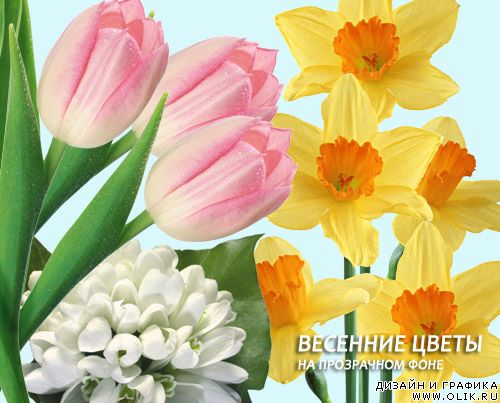 ВЕСЕННИЕ ЦВЕТЫ
НА ПРОЗРАЧНОМ ФОНЕ
ДИЗАЙН И ГРАФИКА
WWW.OLIK.RU